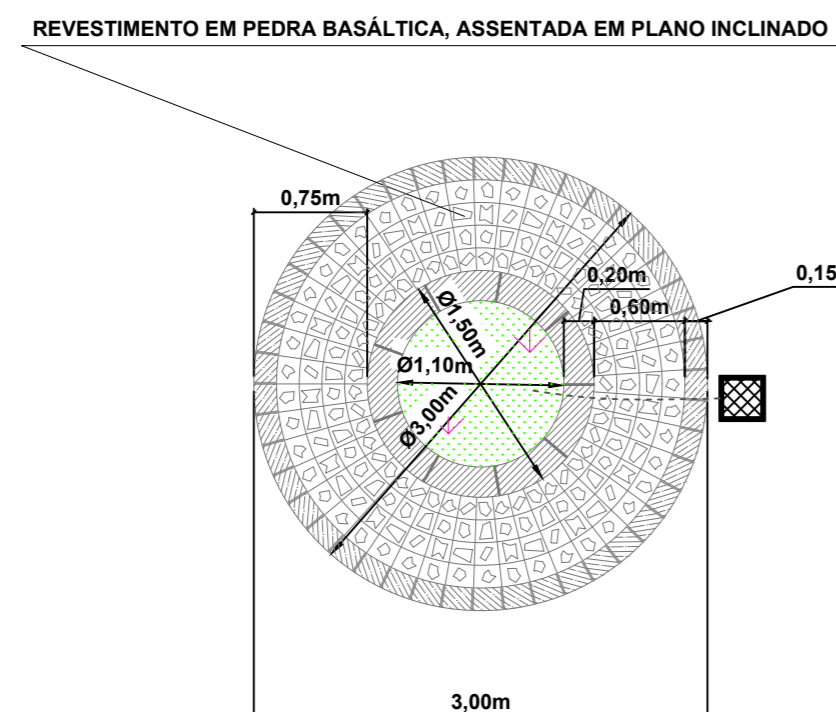 REVESTIMENTO EM PEDRA BASÁLTICA, ASSENTADA EM PLANO INCLINADO
0,75m
0,20m
0,15
0,60m
Ø1,50m
Ø1,10m
Ø3,00m
3,00m